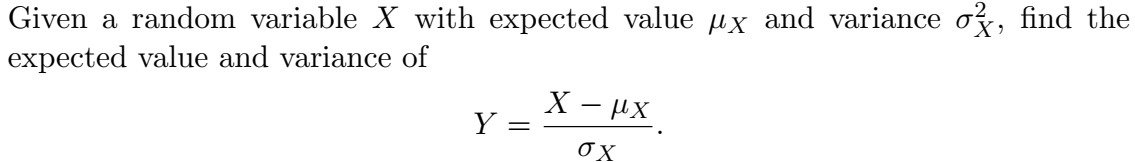 Given a random variable X with expected value μ_X and variance σ_X^2, find the
expected value and variance of
Y = \frac{X − μ_X}{σ_X}.